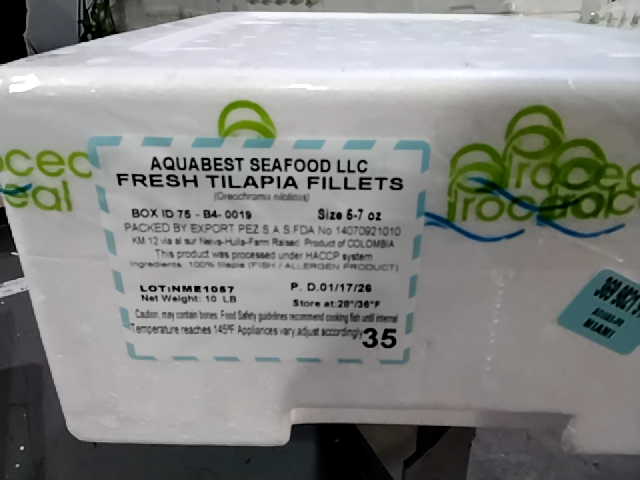 AQUABEST SEAFOOD LLC
FRESH TILAPIA FILLETS
(Oreochromis niloticus)
BOX ID 75 - B4- 0019 Size 5-7 oz
PACKED BY EXPORT PEZ S.A.S FDA No 14070921010
KM 12 via al sur Neiva-Huila-Farm Raised Product of COLOMBIA
This product was processed under HACCP system
Ingredients: 100% tilapia (FISH / ALLERGEN PRODUCT)
LOT:NME1057 P. D.01/17/26
Net Weight: 10 LB Store at:28°/36°F
Caution, may contain bones. Food Safety guidelines recommend cooking fish until internal
Temperature reaches 145ºF Appliances vary, adjust accordingly
35
MIAMI